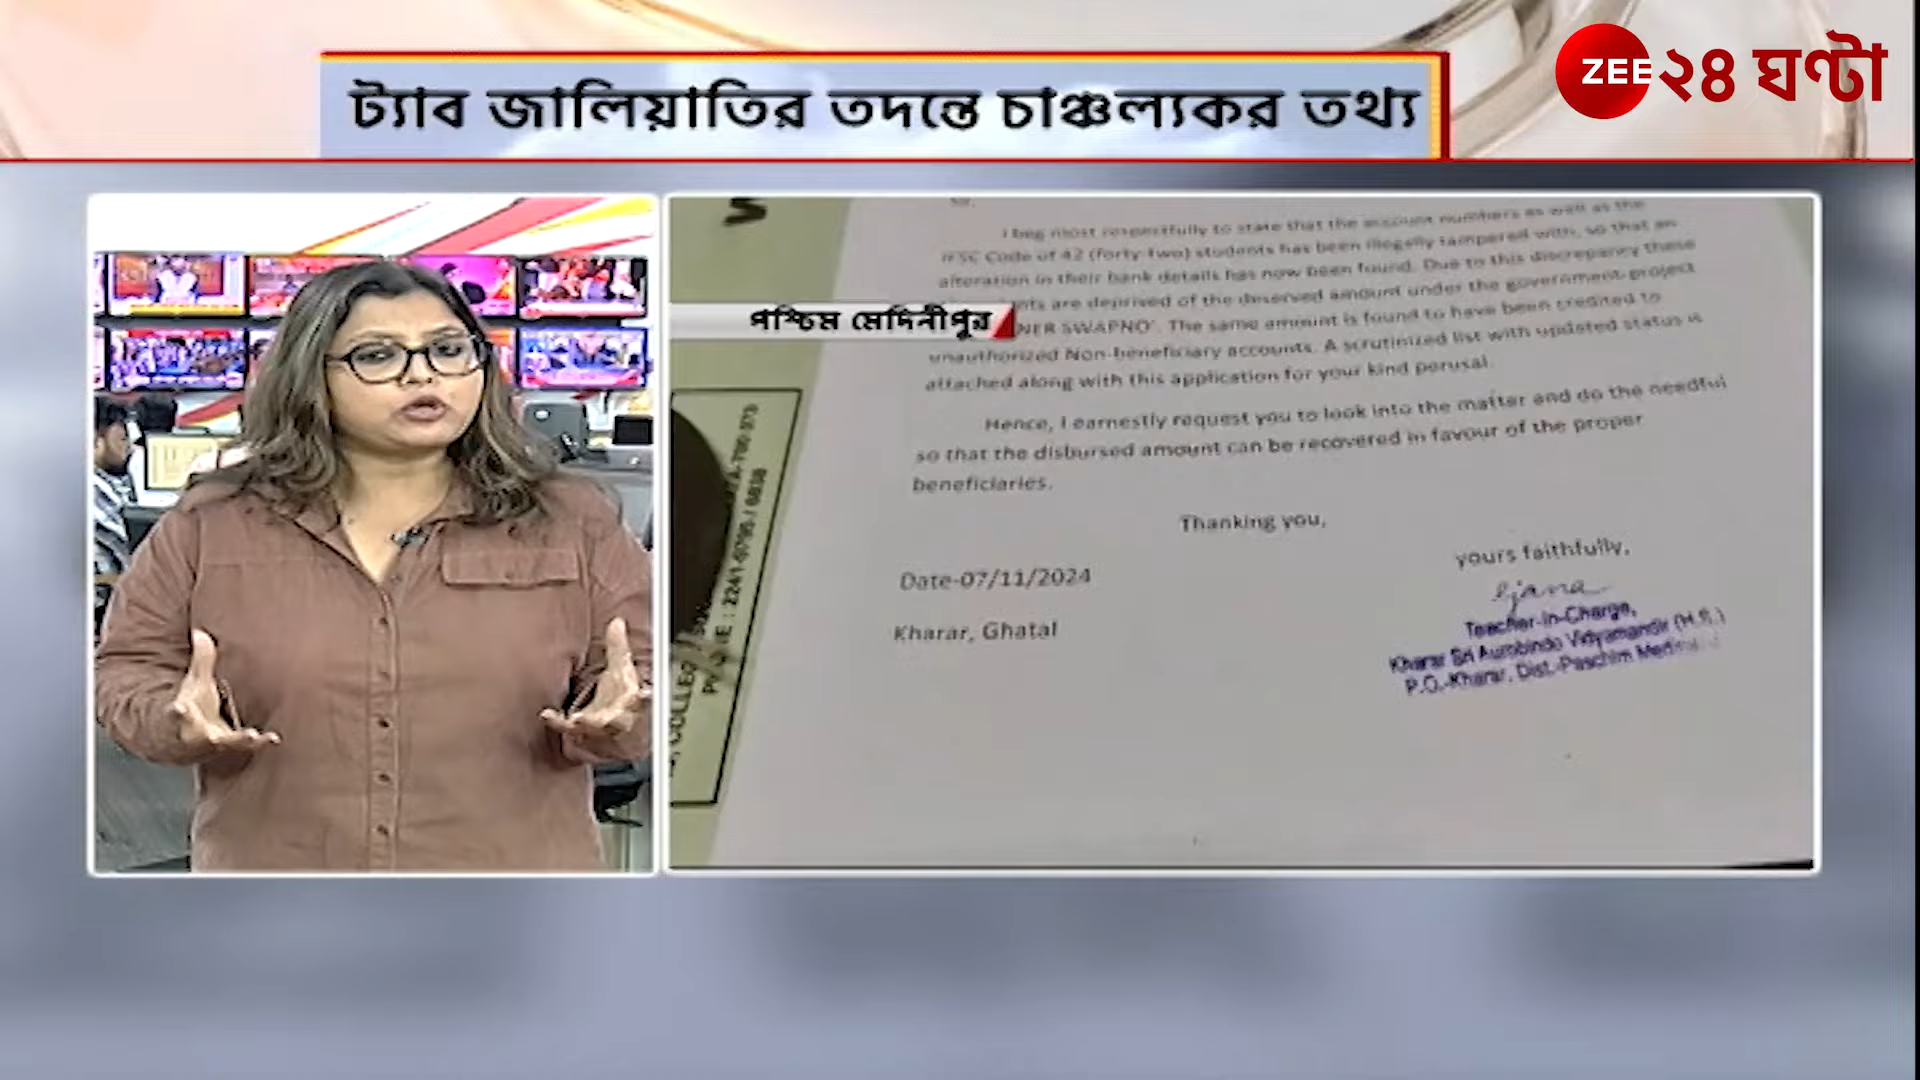 ট্যাব জালিয়াতির তদন্তে চাঞ্চল্যকর তথ্য
ZEE ২৪ ঘণ্টা
পশ্চিম মেদিনীপুর
Sir,
I beg most respectfully to state that the account numbers as well as the
IFSC Code of 42 (forty-two) students has been illegally tampered with, so that an
alteration in their bank details has now been found. Due to this discrepancy these
nts are deprived of the deserved amount under the government-project
NER SWAPNO'. The same amount is found to have been credited to
unauthorized Non-beneficiary accounts. A scrutinized list with updated status is
attached along with this application for your kind perusal.
Hence, I earnestly request you to look into the matter and do the needful
so that the disbursed amount can be recovered in favour of the proper
beneficiaries.
Thanking you,
yours faithfully,
Date-07/11/2024
Kharar, Ghatal
Teacher-in-Charge,
Kharar Sri Aurobindo Vidyamandir (H.S.)
P.O.-Kharar, Dist.-Paschim
COLLEGE